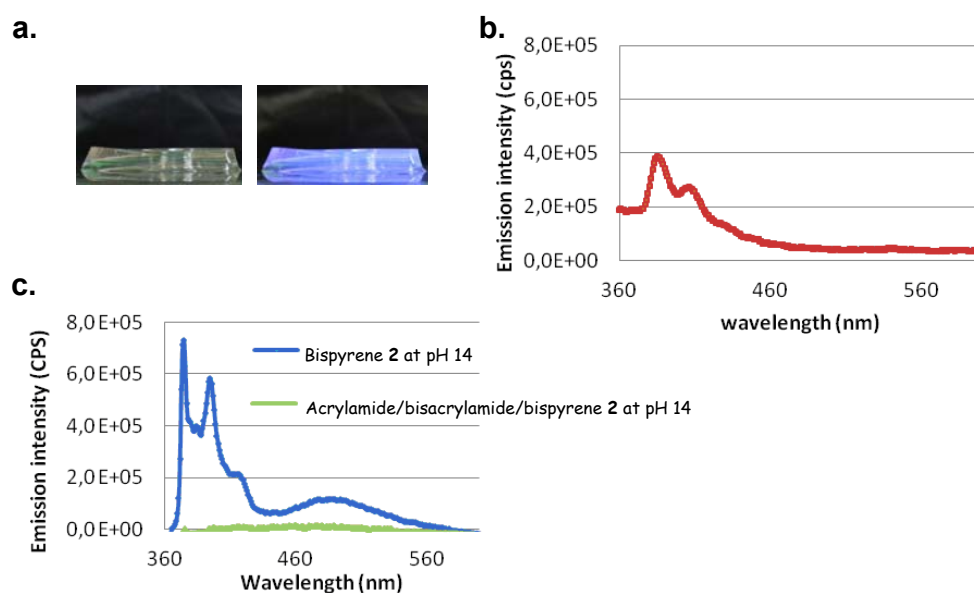 a.
b.
8,0E+05
6,0E+05
4,0E+05
2,0E+05
0,0E+00
Emission intensity (cps)
360
460
560
wavelength (nm)
c.
8,0E+05
6,0E+05
4,0E+05
2,0E+05
0,0E+00
Emission intensity (CPS)
Bispyrene 2 at pH 14
Acrylamide/bisacrylamide/bispyrene 2 at pH 14
360
460
560
Wavelength (nm)